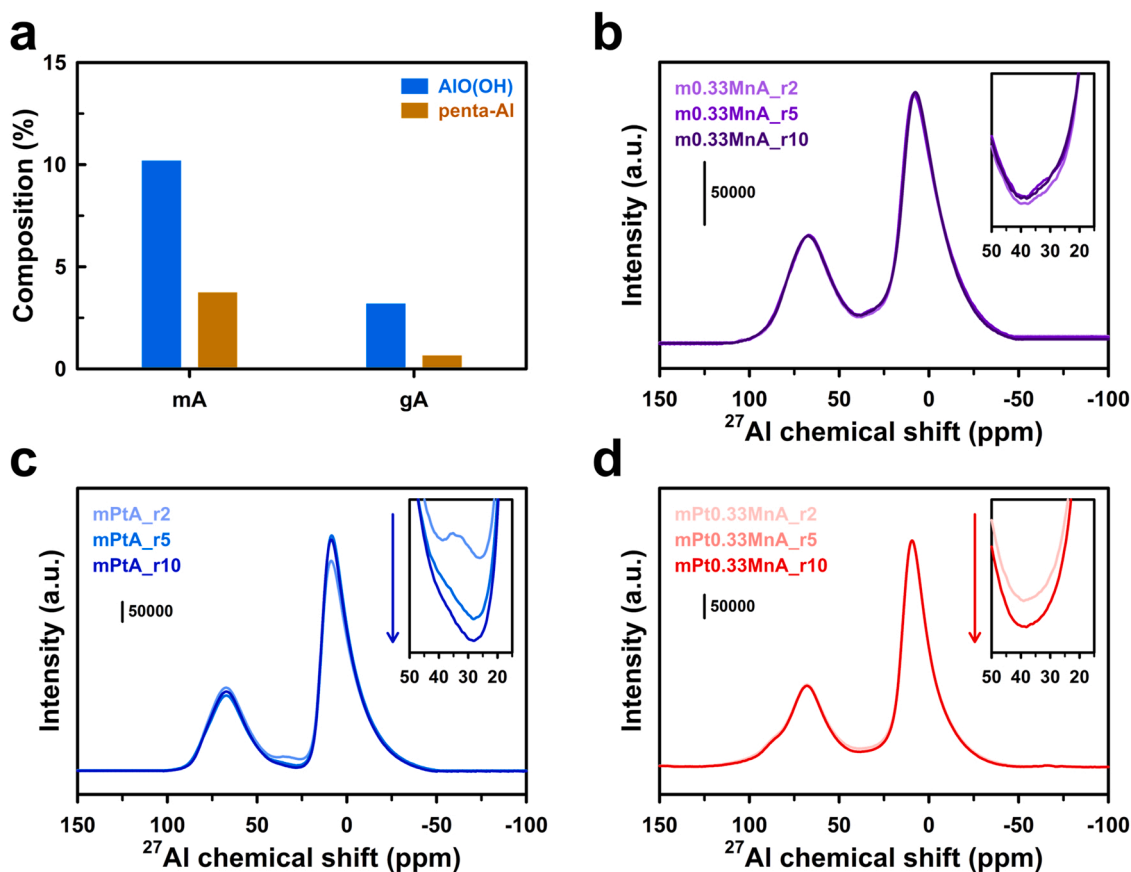 a
15
10
5
0
Composition (%)
AlO(OH)
penta-Al
mA
gA
b
Intensity (a.u.)
m0.33MnA_r2
m0.33MnA_r5
m0.33MnA_r10
50000
50 40 30 20
150 100 50 0 -50 -100
27Al chemical shift (ppm)
c
Intensity (a.u.)
mPtA_r2
mPtA_r5
mPtA_r10
50000
50 40 30 20
150 100 50 0 -50 -100
27Al chemical shift (ppm)
d
Intensity (a.u.)
mPt0.33MnA_r2
mPt0.33MnA_r5
mPt0.33MnA_r10
50000
50 40 30 20
150 100 50 0 -50 -100
27Al chemical shift (ppm)